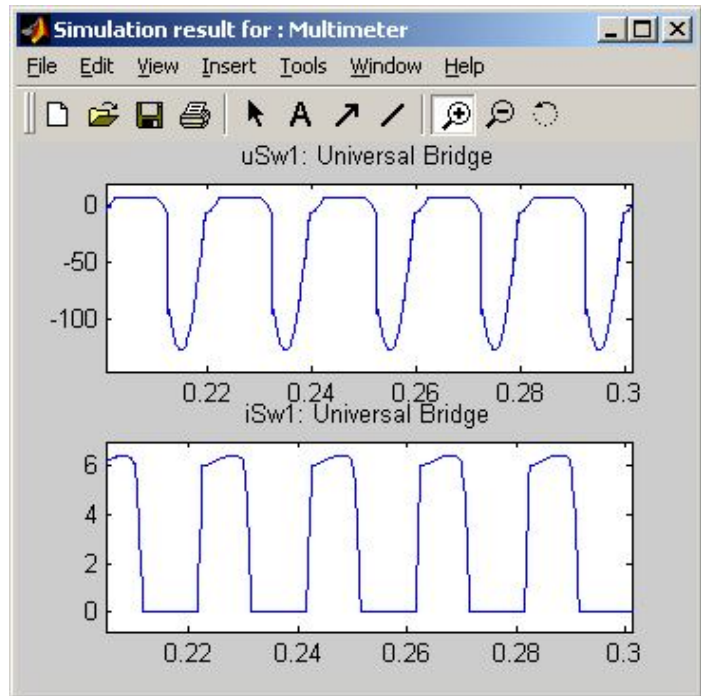 Simulation result for : Multimeter
File Edit View Insert Tools Window Help
A
uSw1: Universal Bridge
0
-50
-100
0.22 0.24 0.26 0.28 0.3
iSw1: Universal Bridge
6
4
2
0
0.22 0.24 0.26 0.28 0.3